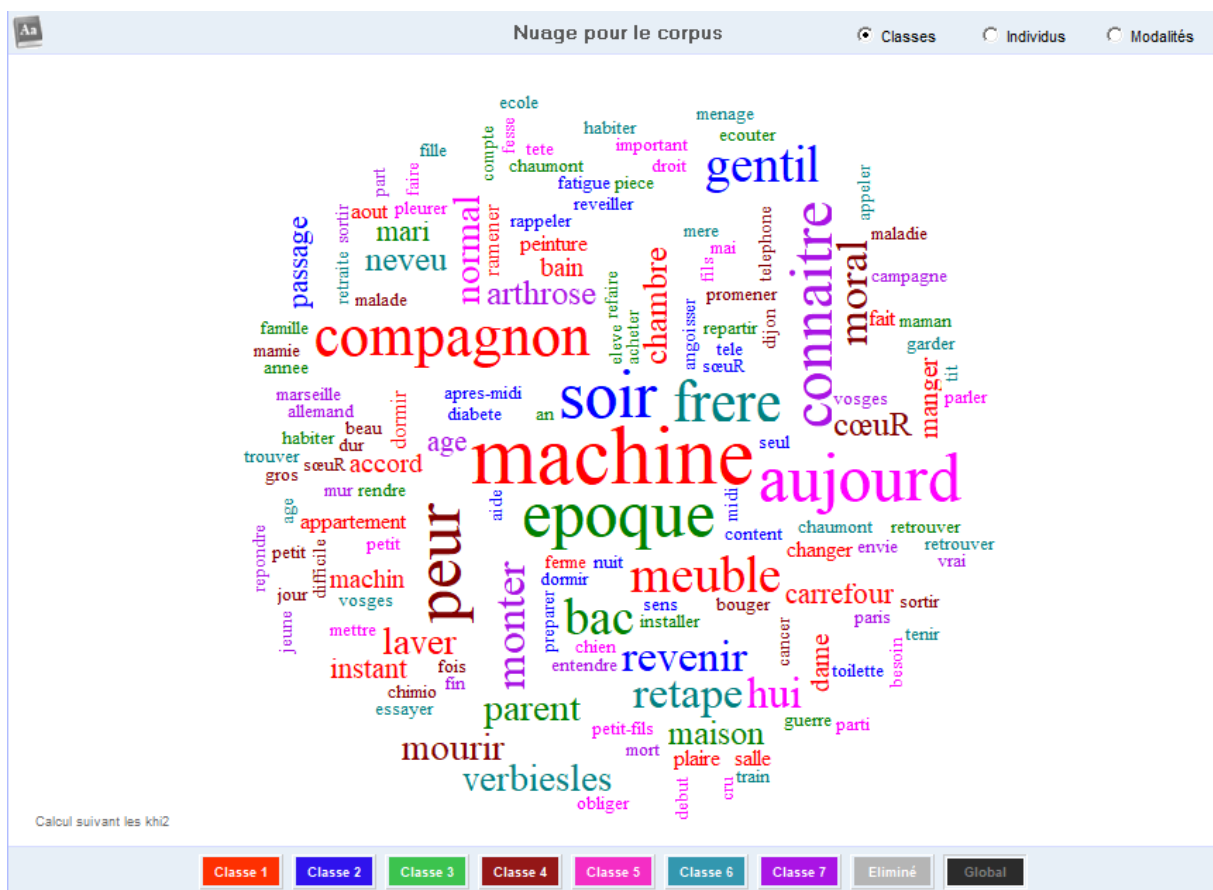 Aa
Nuage pour le corpus
Classes
Individus
Modalités
ecole
menage
habiter
ecouter
fesse
compte
tete
important
fille
chaumont
droit
gentil
part
faire
fatigue
piece
appeler
reveiller
sortir
aout
pleurer
normal
ramener
rappeler
passage
mari
peinture
mere
mai
telephone
connaitre
maladie
retraite
neveu
bain
fils
moral
campagne
malade
arthrose
refaire
chambre
promener
famille
compagnon
eleve
acheter
angoisser
repartir
dijon
fait
maman
mamie
tele
garder
annee
sœuR
tit
marseille
apres-midi
soir
frere
manger
parler
allemand
dormir
diabete
an
vosges
beau
cœuR
habiter
dur
age
machine
seul
trouver
sœuR
accord
gros
aujourd
mur
rendre
aide
midi
age
epoque
appartement
peur
content
chaumont
retrouver
repondre
petit
petit
changer
envie
retrouver
difficile
vrai
machin
monter
ferme
nuit
meuble
jour
vosges
dormir
carrefour
preparer
bac
sens
bouger
sortir
jeune
installer
paris
mettre
laver
chien
cancer
dame
tenir
instant
fois
entendre
revenir
toilette
besoin
chimio
fin
retape
hui
essayer
parent
guerre
parti
petit-fils
maison
mourir
mort
plaire
salle
verbiesles
debut
cru
train
obliger
Calcul suivant les khi2
Classe 1
Classe 2
Classe 3
Classe 4
Classe 5
Classe 6
Classe 7
Eliminé
Global